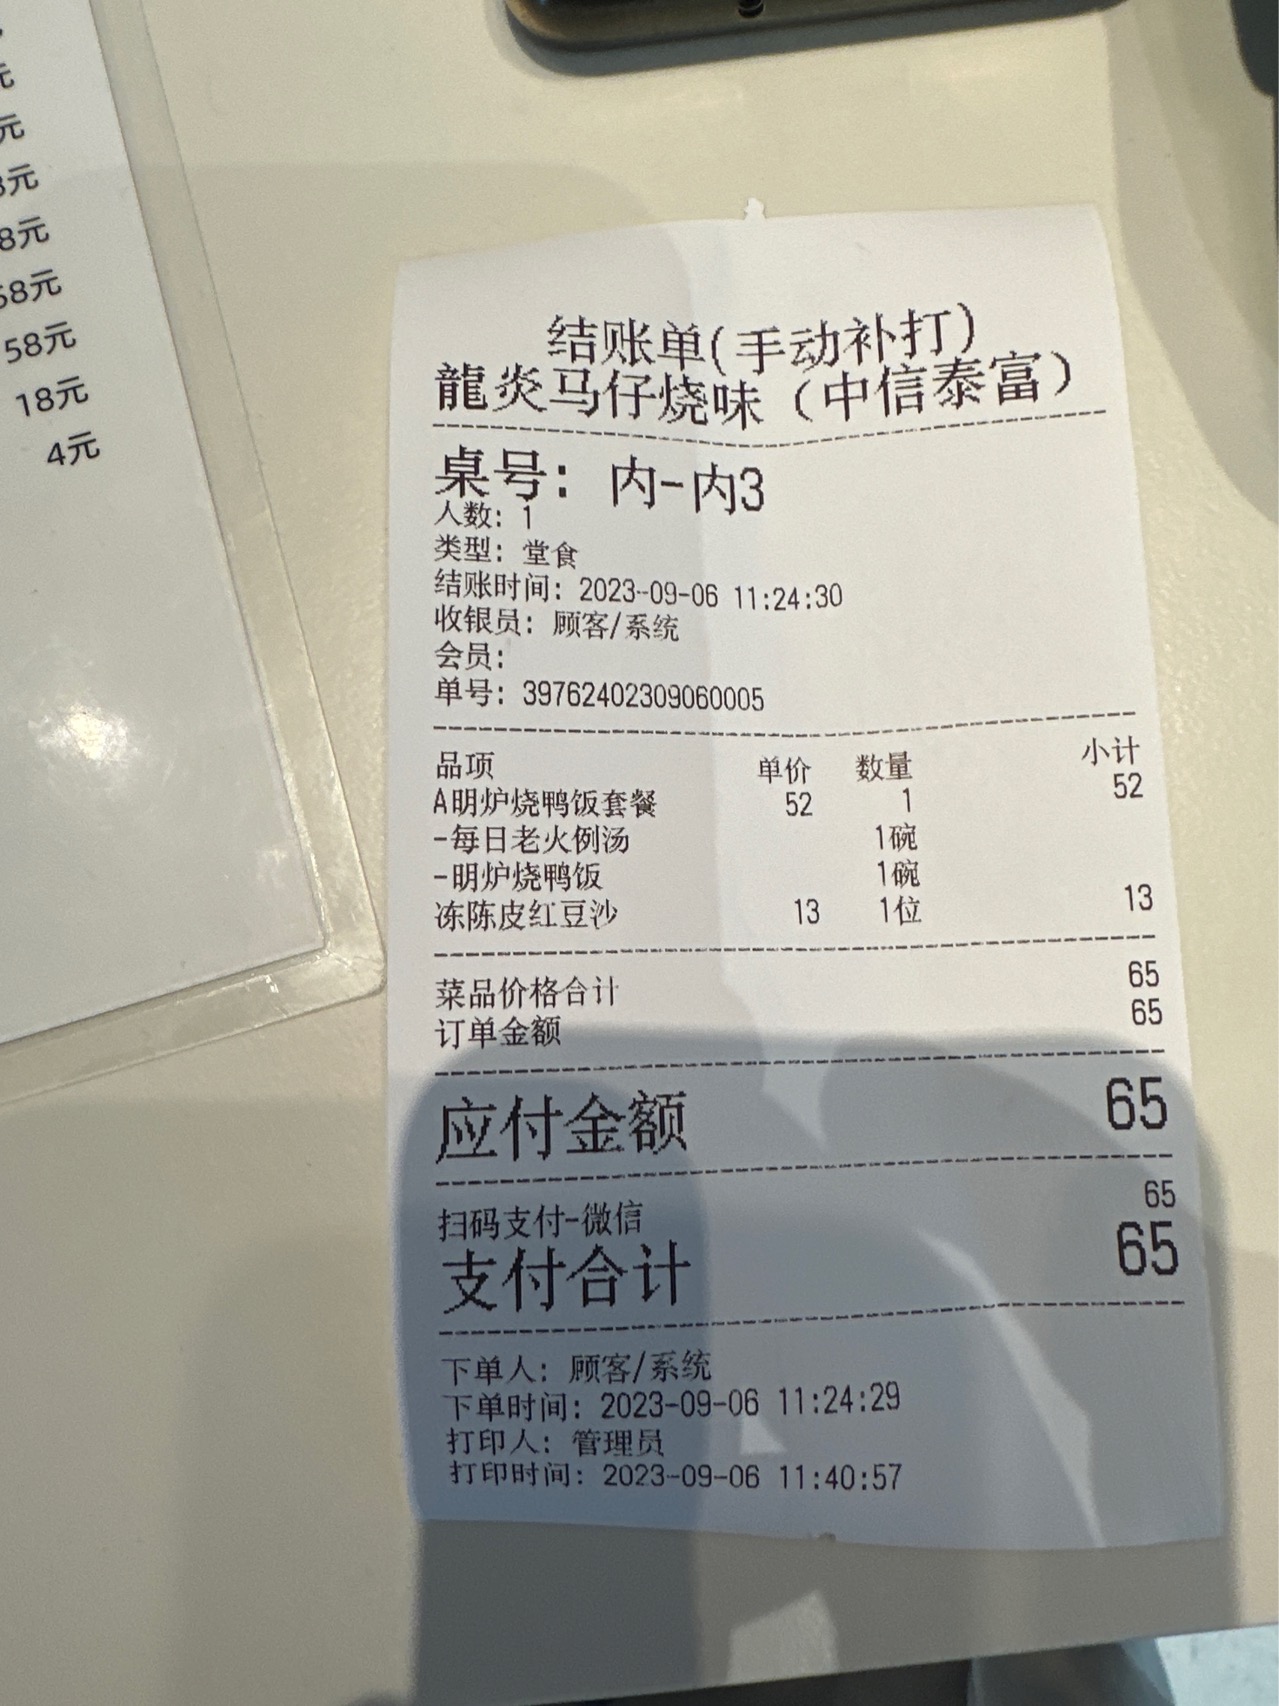 元
元
8元
8元
68元
58元
18元
4元
结账单(手动补打)
龍炎马仔烧味（中信泰富）
桌号: 内-内3
人数: 1
类型: 堂食
结账时间: 2023-09-06 11:24:30
收银员: 顾客/系统
会员:
单号: 39762402309060005
品项 单价 数量 小计
A明炉烧鸭饭套餐 52 1 52
-每日老火例汤 1碗
-明炉烧鸭饭 1碗
冻陈皮红豆沙 13 1位 13
菜品价格合计 65
订单金额 65
应付金额 65
扫码支付-微信 65
支付合计 65
下单人: 顾客/系统
下单时间: 2023-09-06 11:24:29
打印人: 管理员
打印时间: 2023-09-06 11:40:57